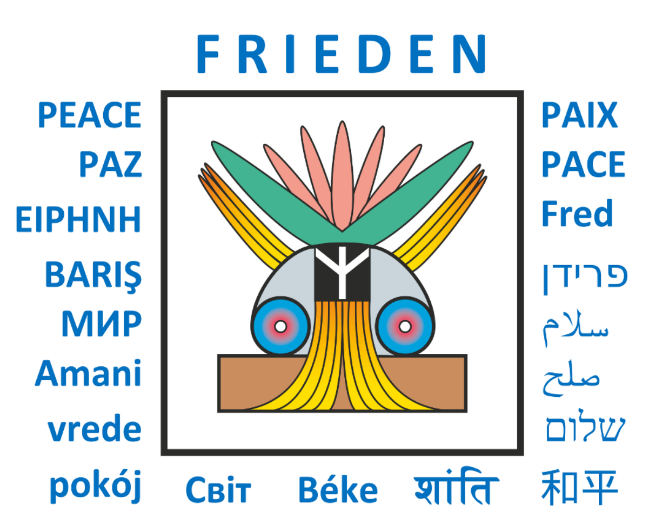 FRIEDEN
PEACE
PAZ
ΕΙΡΗΝΗ
BARIŞ
МИР
Amani
vrede
pokój
PAIX
PACE
Fred
פרידן
سلام
صلح
שלום
和平
Світ
Béke
शांति